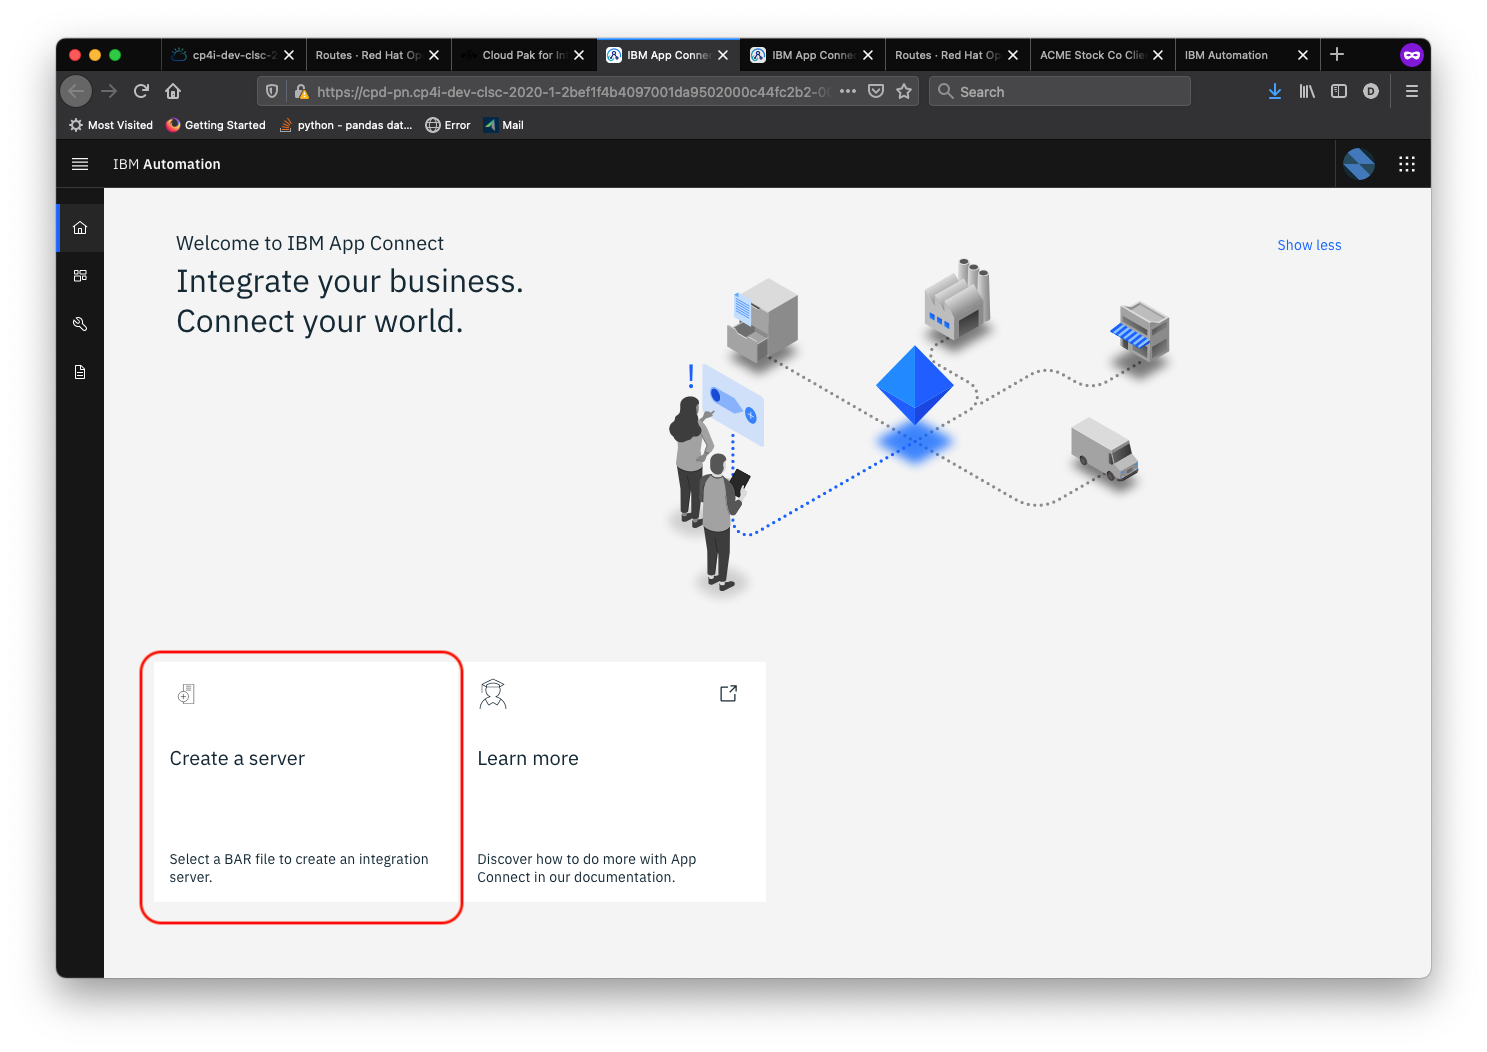 cp4i-dev-clsc-2
Routes · Red Hat Op
Cloud Pak for In
IBM App Conne
IBM App Conne
Routes · Red Hat Op
ACME Stock Co Clie
IBM Automation
https://cpd-pn.cp4i-dev-clsc-2020-1-2bef1f4b4097001da9502000c44fc2b2-00
Search
D
Most Visited
Getting Started
python - pandas dat...
Error
Mail
IBM Automation
Welcome to IBM App Connect
Show less
Integrate your business.
Connect your world.
!
Create a server
Learn more
Select a BAR file to create an integration
server.
Discover how to do more with App
Connect in our documentation.